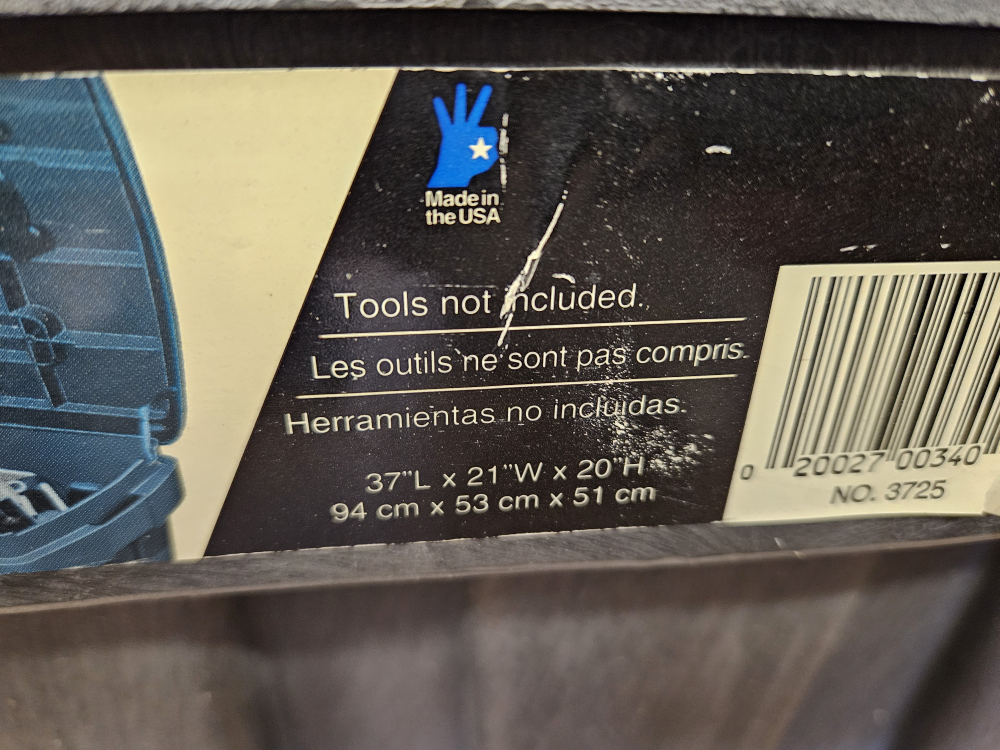 Made in
the USA
Tools not included.
Les outils ne sont pas compris.
Herramientas no incluidas.
37"L x 21"W x 20"H
94 cm x 53 cm x 51 cm
0 20027 00340
NO. 3725